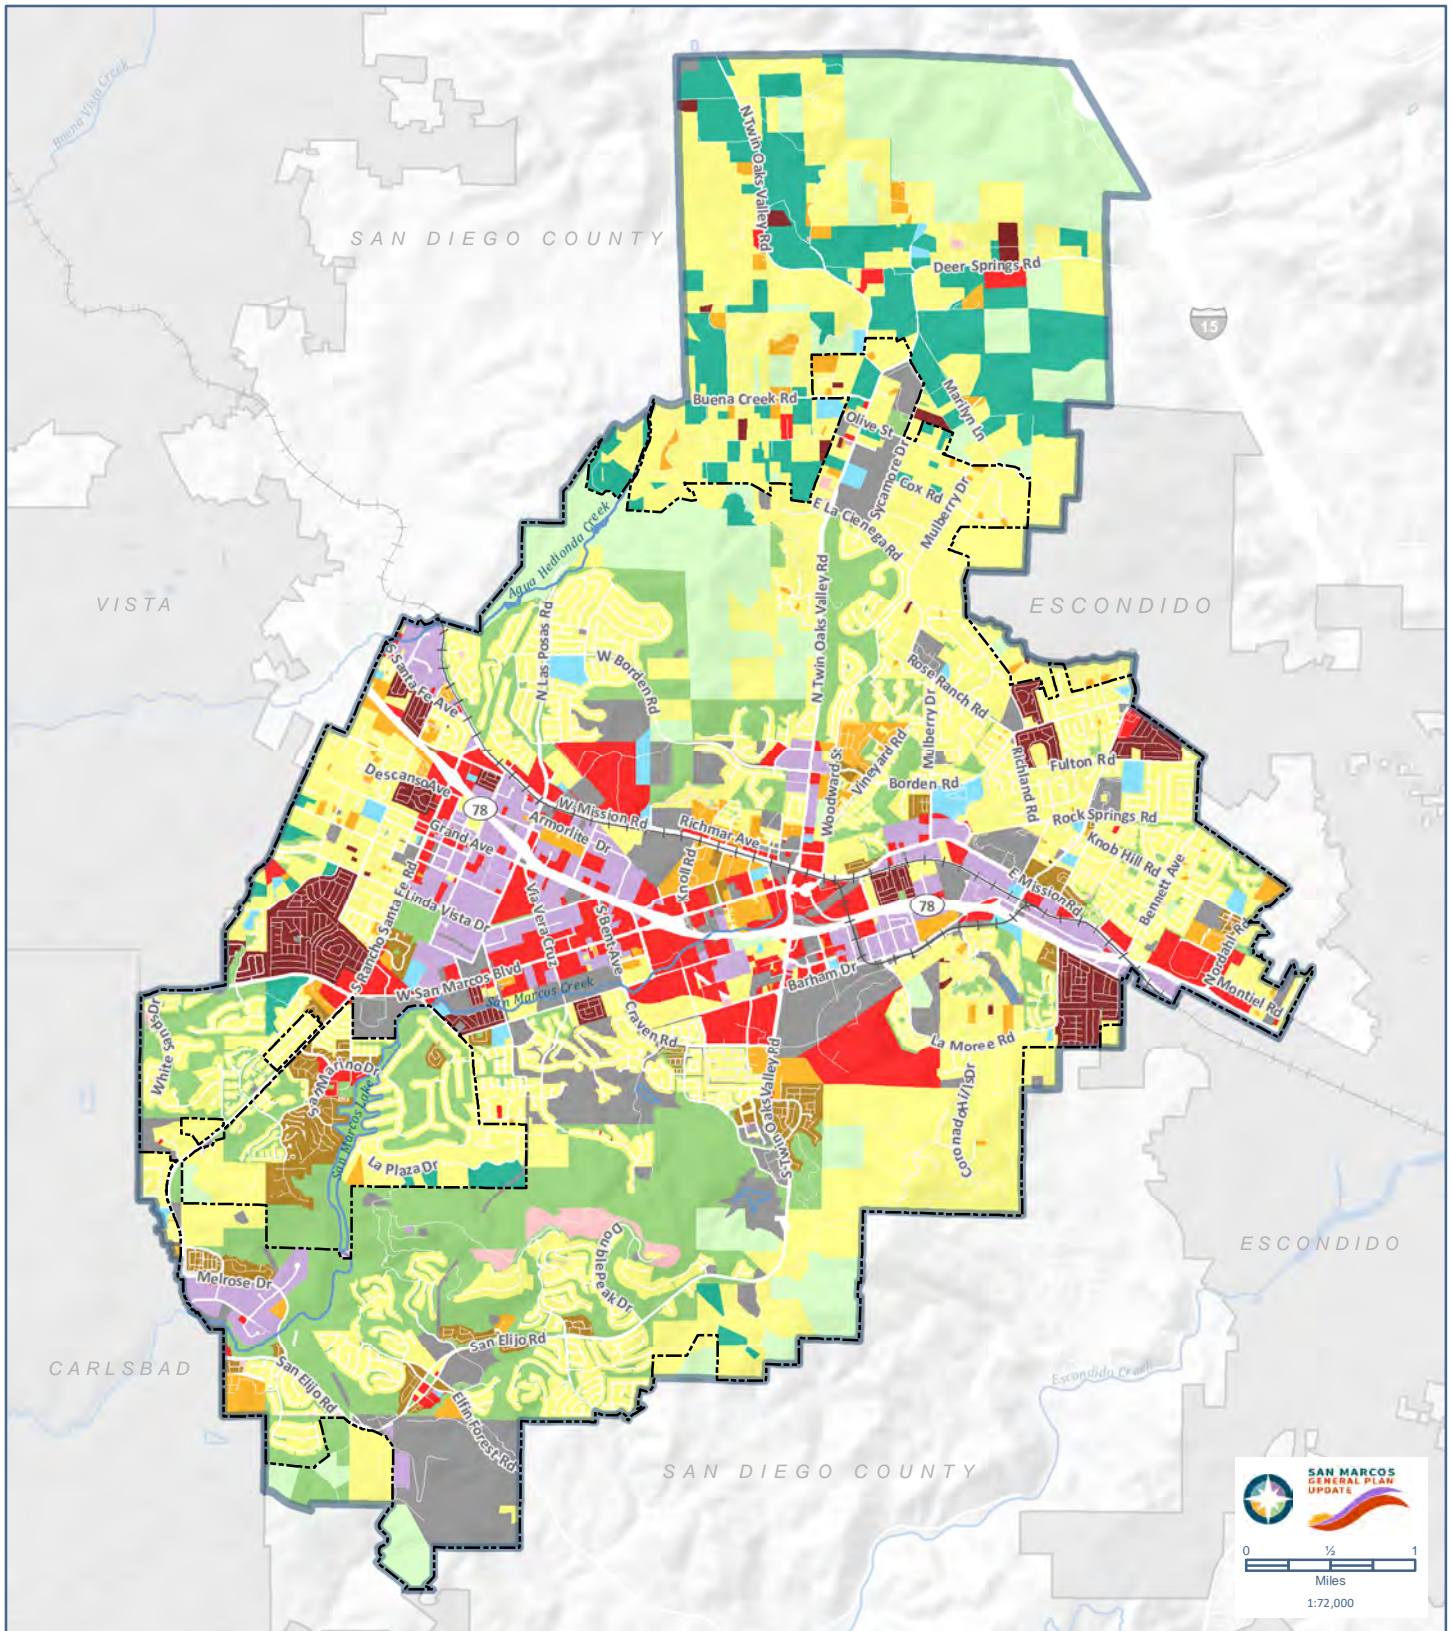 Buena Vista Creek
N Twin Oaks Valley Rd
SAN DIEGO COUNTY
Deer Springs Rd
15
Buena Creek Rd
Marilyn Ln
Olive St
Sycamore Dr
Cox Rd
Mulberry Dr
E La Cienega Rd
Agua Hedionda Creek
VISTA
ESCONDIDO
N Las Posas Rd
W Borden Rd
N Twin Oaks Valley Rd
Rose Ranch Rd
S Santa Fe Ave
Mulberry Dr
Woodward St
Vineyard Rd
Richland Rd
Fulton Rd
Descanso Ave
Borden Rd
78
W Mission Rd
Armorlite Dr
Richmar Ave
Rock Springs Rd
Grand Ave
Knob Hill Rd
Bennett Ave
Knoll Rd
E Mission Rd
S Rancho Santa Fe Rd
Linda Vista Dr
Via Vera Cruz
S Bent Ave
78
Nordahl Rd
W San Marcos Blvd
Barham Dr
Montiel Rd
San Marcos Creek
White Sands Dr
Craven Rd
La Moree Rd
San Marino Dr
San Marcos Lake
S Twin Oaks Valley Rd
Coronado Hills Dr
La Plaza Dr
Double Peak Dr
ESCONDIDO
Melrose Dr
San Elijo Rd
CARLSBAD
San Elijo Rd
Elfin Forest Rd
Escondido Creek
SAN DIEGO COUNTY
SAN MARCOS
GENERAL PLAN
UPDATE
0 ½ 1
Miles
1:72,000